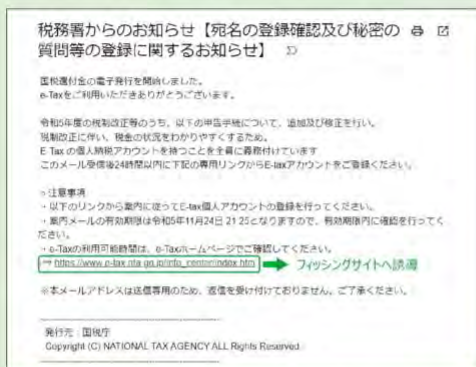 税務署からのお知らせ【宛名の登録確認及び秘密の
質問等の登録に関するお知らせ】
国税還付金の電子発行を開始しました。
e-Taxをご利用いただきありがとうございます。
令和5年度の税制改正等のうち、以下の申告手続について、追加及び修正を行い、
税制改正に伴い、税金の状況をわかりやすくするため。
E Tax の個人納税アカウントを持つことを全員に義務付けています
このメール受信後24時間以内に下記の専用リンクからE-taxアカウントをご登録ください。
○注意事項
・以下のリンクから案内に従ってE-tax個人アカウントの登録を行ってください。
・案内メールの有効期限は令和5年11月24日 21:25となりますので、有効期限内に確認を行ってく
ださい。
・e-Taxの利用可能時間は、e-Taxホームページでご確認してください。
⇒ https://www.e-tax.nta.go.jp/info_center/index.htm フィッシングサイトへ誘導
※本メールアドレスは送信専用のため、返信を受け付けておりません。ご了承ください。
発行元：国税庁
Copyright (C) NATIONAL TAX AGENCY ALL Rights Reserved.